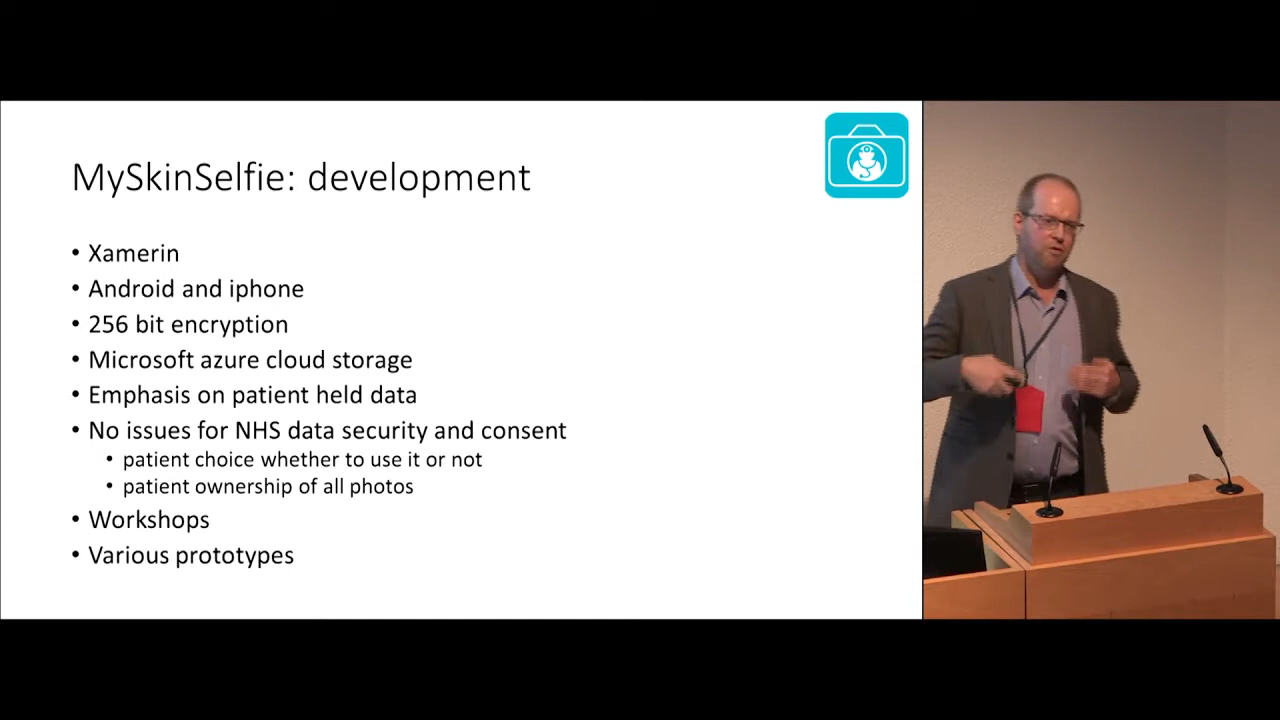 MySkinSelfie: development
• Xamerin
• Android and iphone
• 256 bit encryption
• Microsoft azure cloud storage
• Emphasis on patient held data
• No issues for NHS data security and consent
• patient choice whether to use it or not
• patient ownership of all photos
• Workshops
• Various prototypes